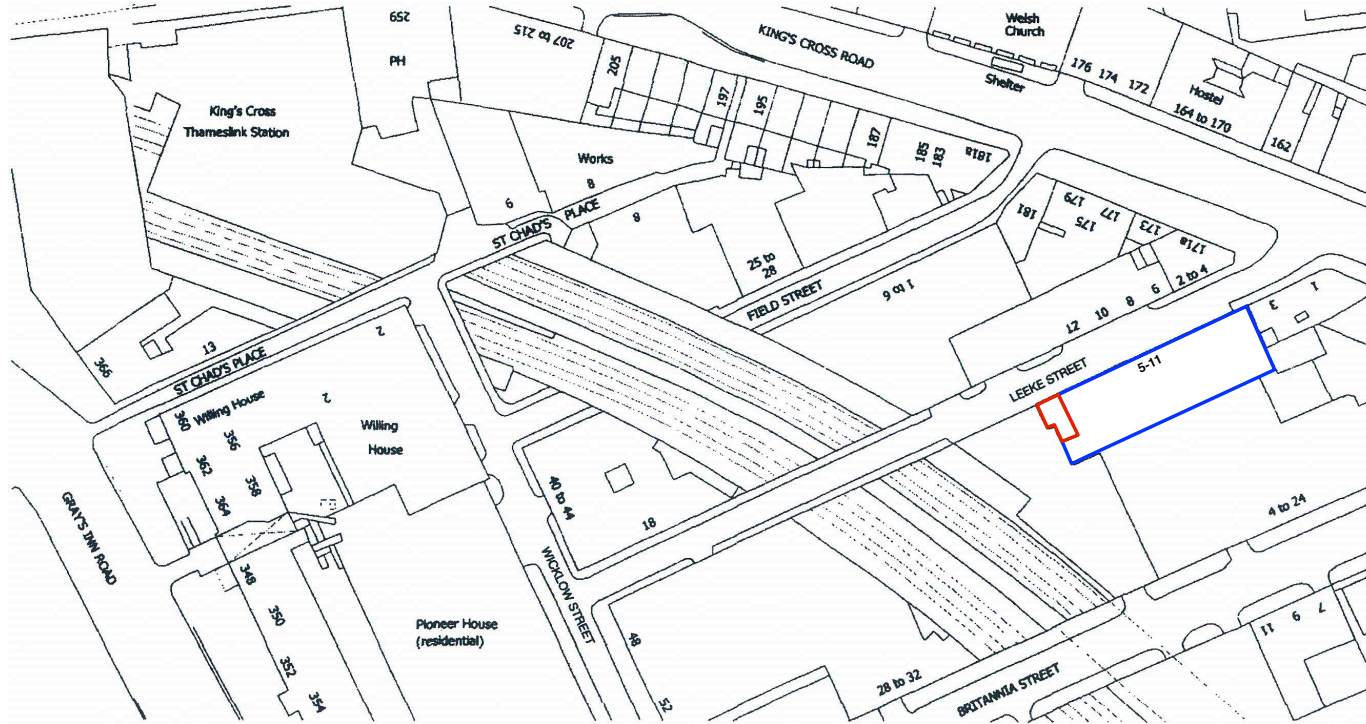 259
PH
207 to 215
205
KING'S CROSS ROAD
Welsh
Church
Shelter
176 174 172
Hostel
164 to 170
162
King's Cross
Thameslink Station
197
195
187
185
183
181a
Works
6
8
ST CHAD'S PLACE
8
25 to
28
FIELD STREET
1 to 9
181
179
177
175
173
171a
2 to 4
6
8
10
12
1
3
5-11
LEEKE STREET
366
13
ST CHAD'S PLACE
2
2
Willing House
Willing
House
360
356
362
358
364
GRAY'S INN ROAD
348
350
352
354
Pioneer House
(residential)
40 to 44
18
WICKLOW STREET
48
52
4 to 24
28 to 32
BRITANNIA STREET
11
9
7